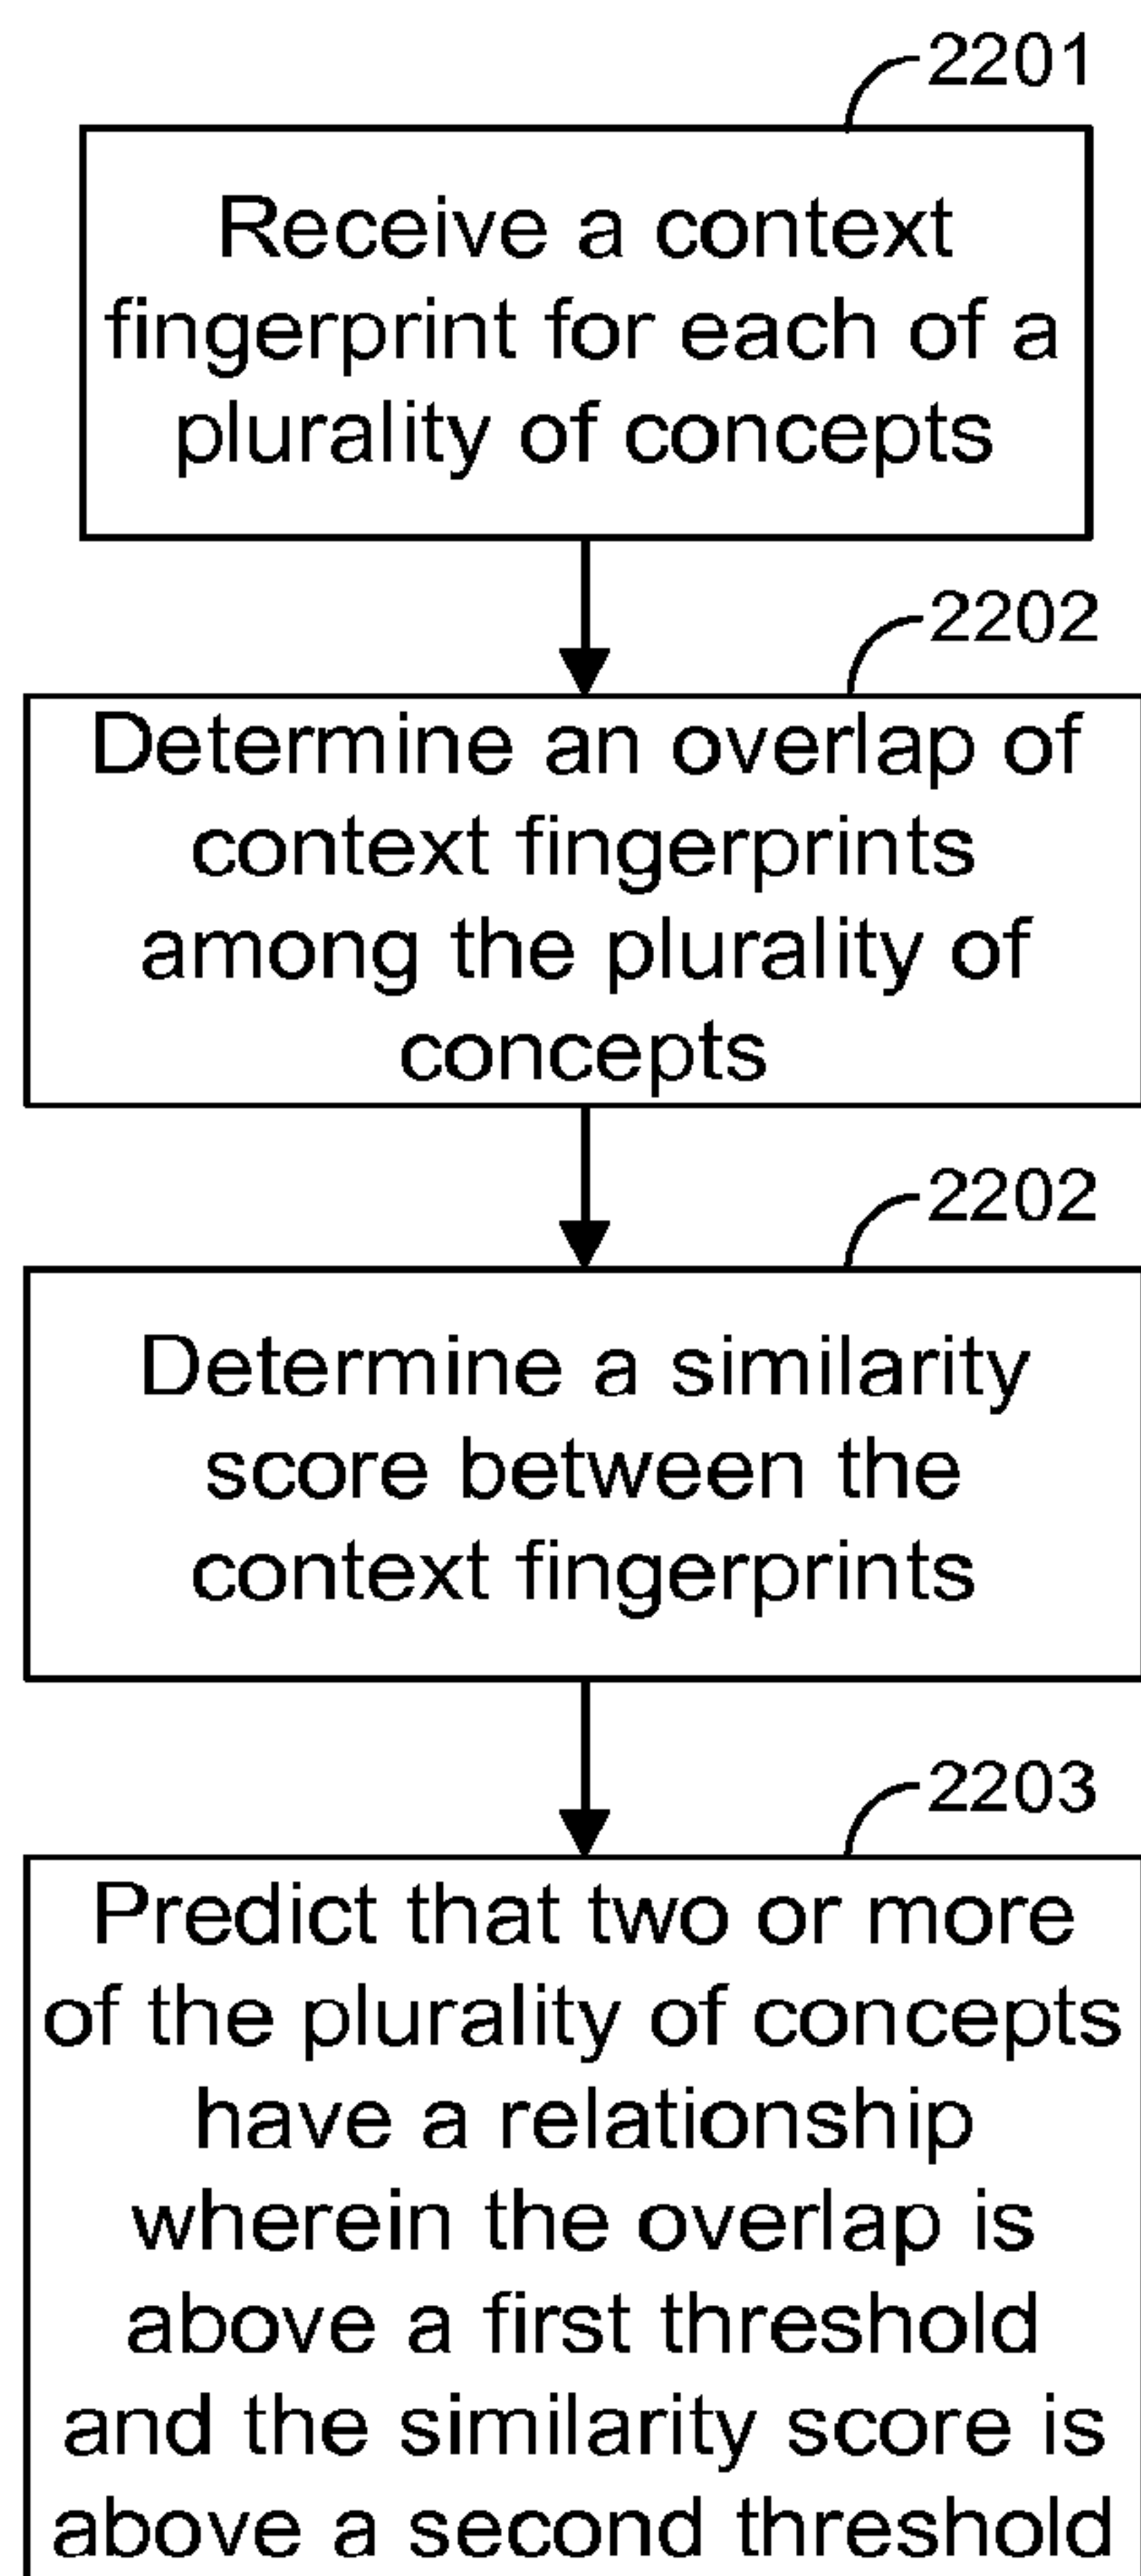 2201
Receive a context
fingerprint for each of a
plurality of concepts
2202
Determine an overlap of
context fingerprints
among the plurality of
concepts
2202
Determine a similarity
score between the
context fingerprints
2203
Predict that two or more
of the plurality of concepts
have a relationship
wherein the overlap is
above a first threshold
and the similarity score is
above a second threshold